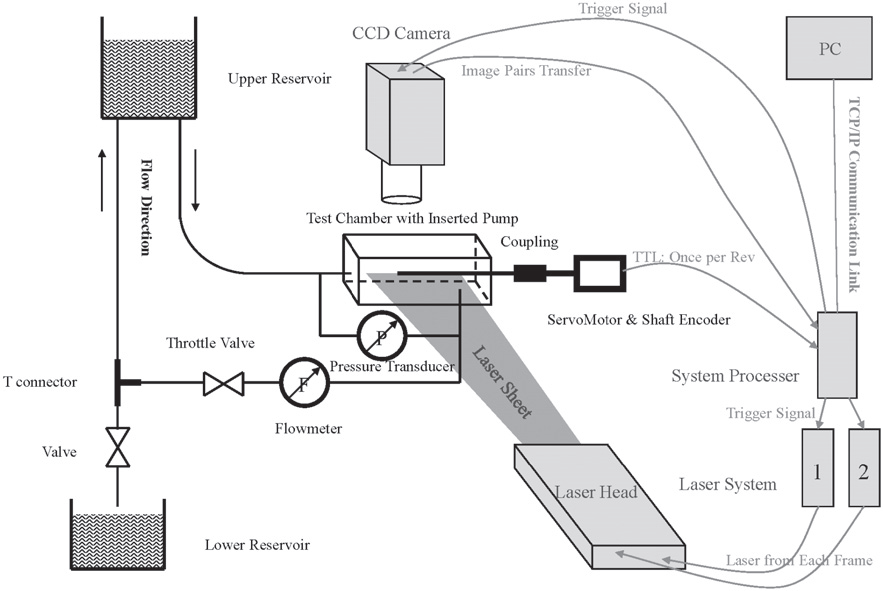 Trigger Signal
CCD Camera
PC
Upper Reservoir
Image Pairs Transfer
TCP/IP Communication Link
Flow Direction
Test Chamber with Inserted Pump
Coupling
TTL: Once per Rev
ServoMotor & Shaft Encoder
P
Throttle Valve
Pressure Transducer
Laser Sheet
T connector
F
System Processer
Flowmeter
Trigger Signal
Valve
1
2
Laser System
Laser Head
Lower Reservoir
Laser from Each Frame